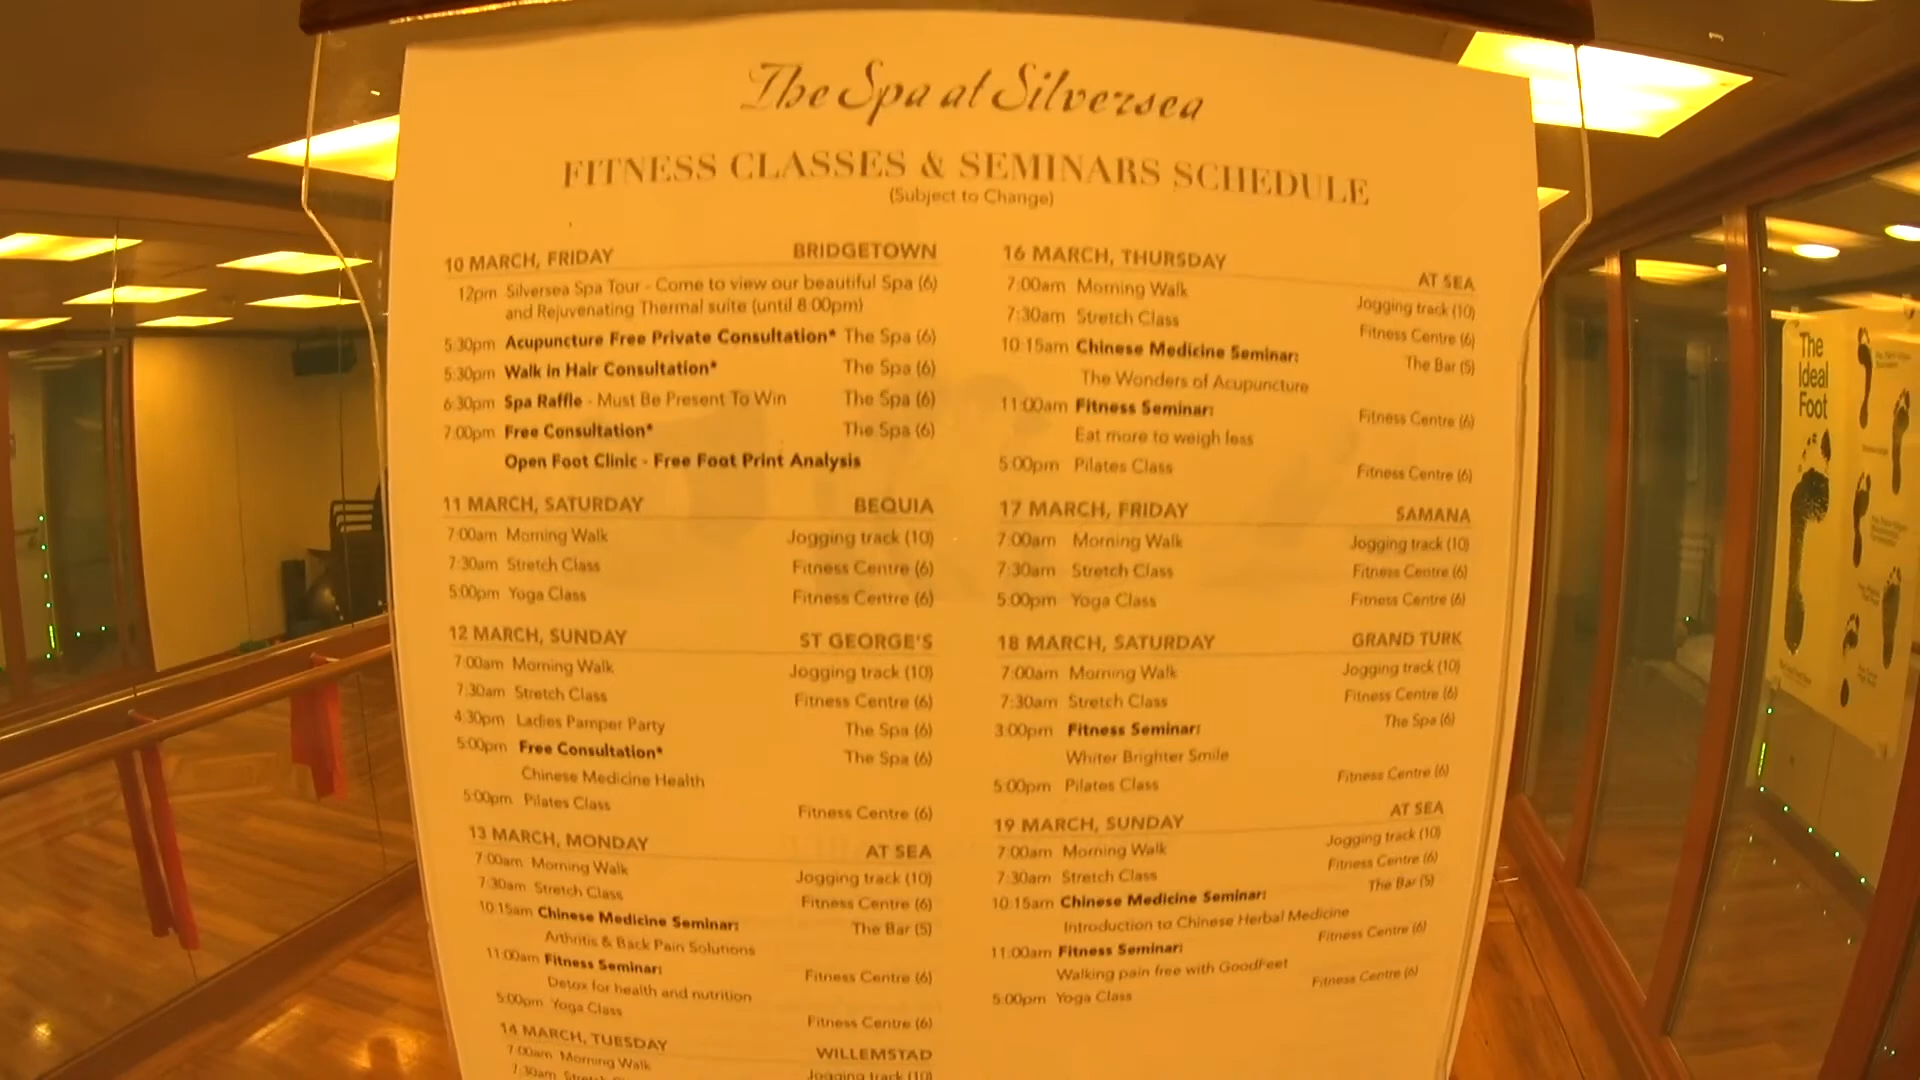 The Spa at Silversea
FITNESS CLASSES & SEMINARS SCHEDULE
(Subject to Change)
10 MARCH, FRIDAY BRIDGETOWN
12pm Silversea Spa Tour - Come to view our beautiful Spa (6)
and Rejuvenating Thermal suite (until 8:00pm)
5:30pm Acupuncture Free Private Consultation* The Spa (6)
5:30pm Walk in Hair Consultation* The Spa (6)
6:30pm Spa Raffle - Must Be Present To Win The Spa (6)
7:00pm Free Consultation* The Spa (6)
Open Foot Clinic - Free Foot Print Analysis
11 MARCH, SATURDAY BEQUIA
7:00am Morning Walk Jogging track (10)
7:30am Stretch Class Fitness Centre (6)
5:00pm Yoga Class Fitness Centre (6)
12 MARCH, SUNDAY ST GEORGE'S
7:00am Morning Walk Jogging track (10)
7:30am Stretch Class Fitness Centre (6)
4:30pm Ladies Pamper Party The Spa (6)
5:00pm Free Consultation* The Spa (6)
Chinese Medicine Health
5:00pm Pilates Class Fitness Centre (6)
13 MARCH, MONDAY AT SEA
7:00am Morning Walk Jogging track (10)
7:30am Stretch Class Fitness Centre (6)
10:15am Chinese Medicine Seminar: The Bar (5)
Arthritis & Back Pain Solutions
11:00am Fitness Seminar: Fitness Centre (6)
Detox for health and nutrition
5:00pm Yoga Class Fitness Centre (6)
14 MARCH, TUESDAY WILLEMSTAD
7:00am Morning Walk Jogging track (10)
7:30am
16 MARCH, THURSDAY AT SEA
7:00am Morning Walk Jogging track (10)
7:30am Stretch Class Fitness Centre (6)
10:15am Chinese Medicine Seminar: The Bar (5)
The Wonders of Acupuncture
11:00am Fitness Seminar: Fitness Centre (6)
Eat more to weigh less
5:00pm Pilates Class Fitness Centre (6)
17 MARCH, FRIDAY SAMANA
7:00am Morning Walk Jogging track (10)
7:30am Stretch Class Fitness Centre (6)
5:00pm Yoga Class Fitness Centre (6)
18 MARCH, SATURDAY GRAND TURK
7:00am Morning Walk Jogging track (10)
7:30am Stretch Class Fitness Centre (6)
3:00pm Fitness Seminar: The Spa (6)
Whiter Brighter Smile
5:00pm Pilates Class Fitness Centre (6)
19 MARCH, SUNDAY AT SEA
7:00am Morning Walk Jogging track (10)
7:30am Stretch Class Fitness Centre (6)
10:15am Chinese Medicine Seminar: The Bar (5)
Introduction to Chinese Herbal Medicine
11:00am Fitness Seminar: Fitness Centre (6)
Walking pain free with GoodFeet
5:00pm Yoga Class Fitness Centre (6)
The
Ideal
Foot